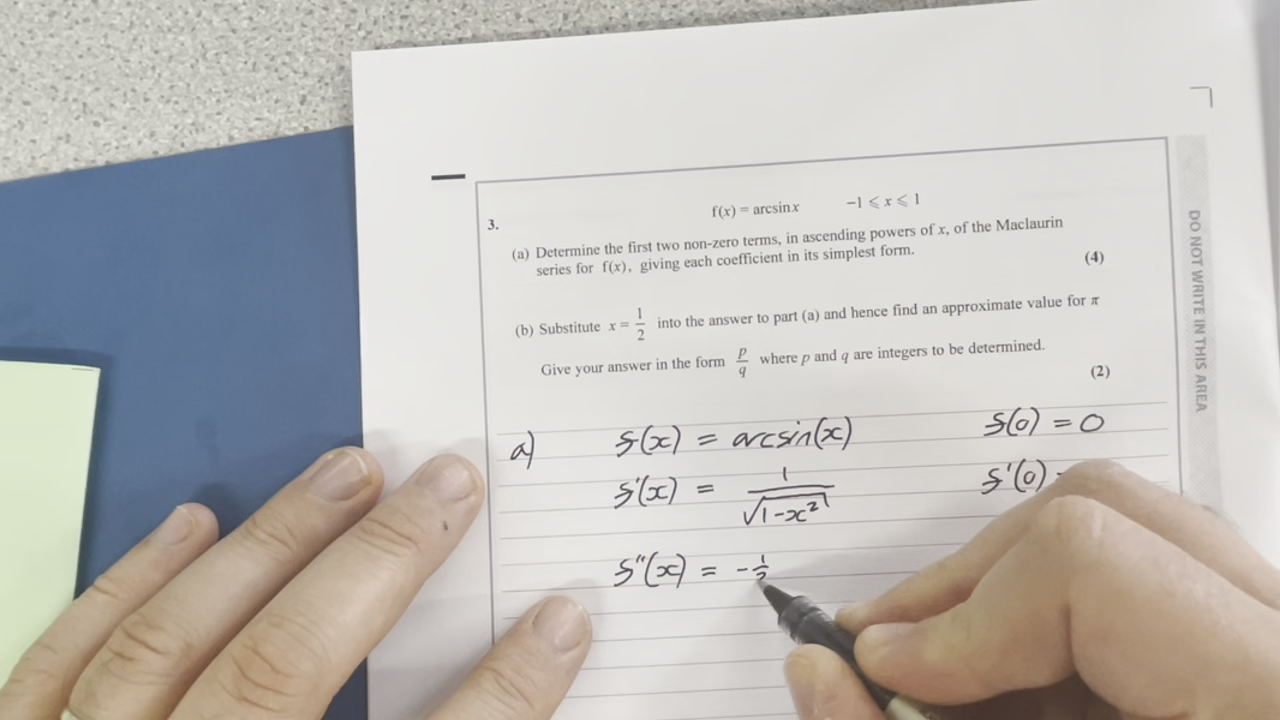 3.
f(x) = arcsinx −1 ⩽ x ⩽ 1
(a) Determine the first two non-zero terms, in ascending powers of x, of the Maclaurin
series for f(x), giving each coefficient in its simplest form.
(4)
(b) Substitute x = 1/2 into the answer to part (a) and hence find an approximate value for π
Give your answer in the form p/q where p and q are integers to be determined.
(2)
a) f(x) = arcsin(x) f(0) = 0
f'(x) = 1/√(1-x²) f'(0) =
f''(x) = -1/2
DO NOT WRITE IN THIS AREA